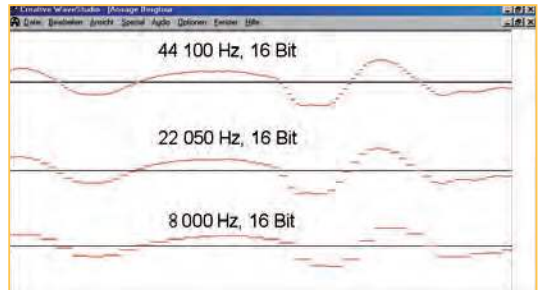 Creative WaveStudio - [Ansage Bergtour
Datei Bearbeiten Ansicht Spezial Audio Optionen Fenster Hilfe
44 100 Hz, 16 Bit
22 050 Hz, 16 Bit
8 000 Hz, 16 Bit